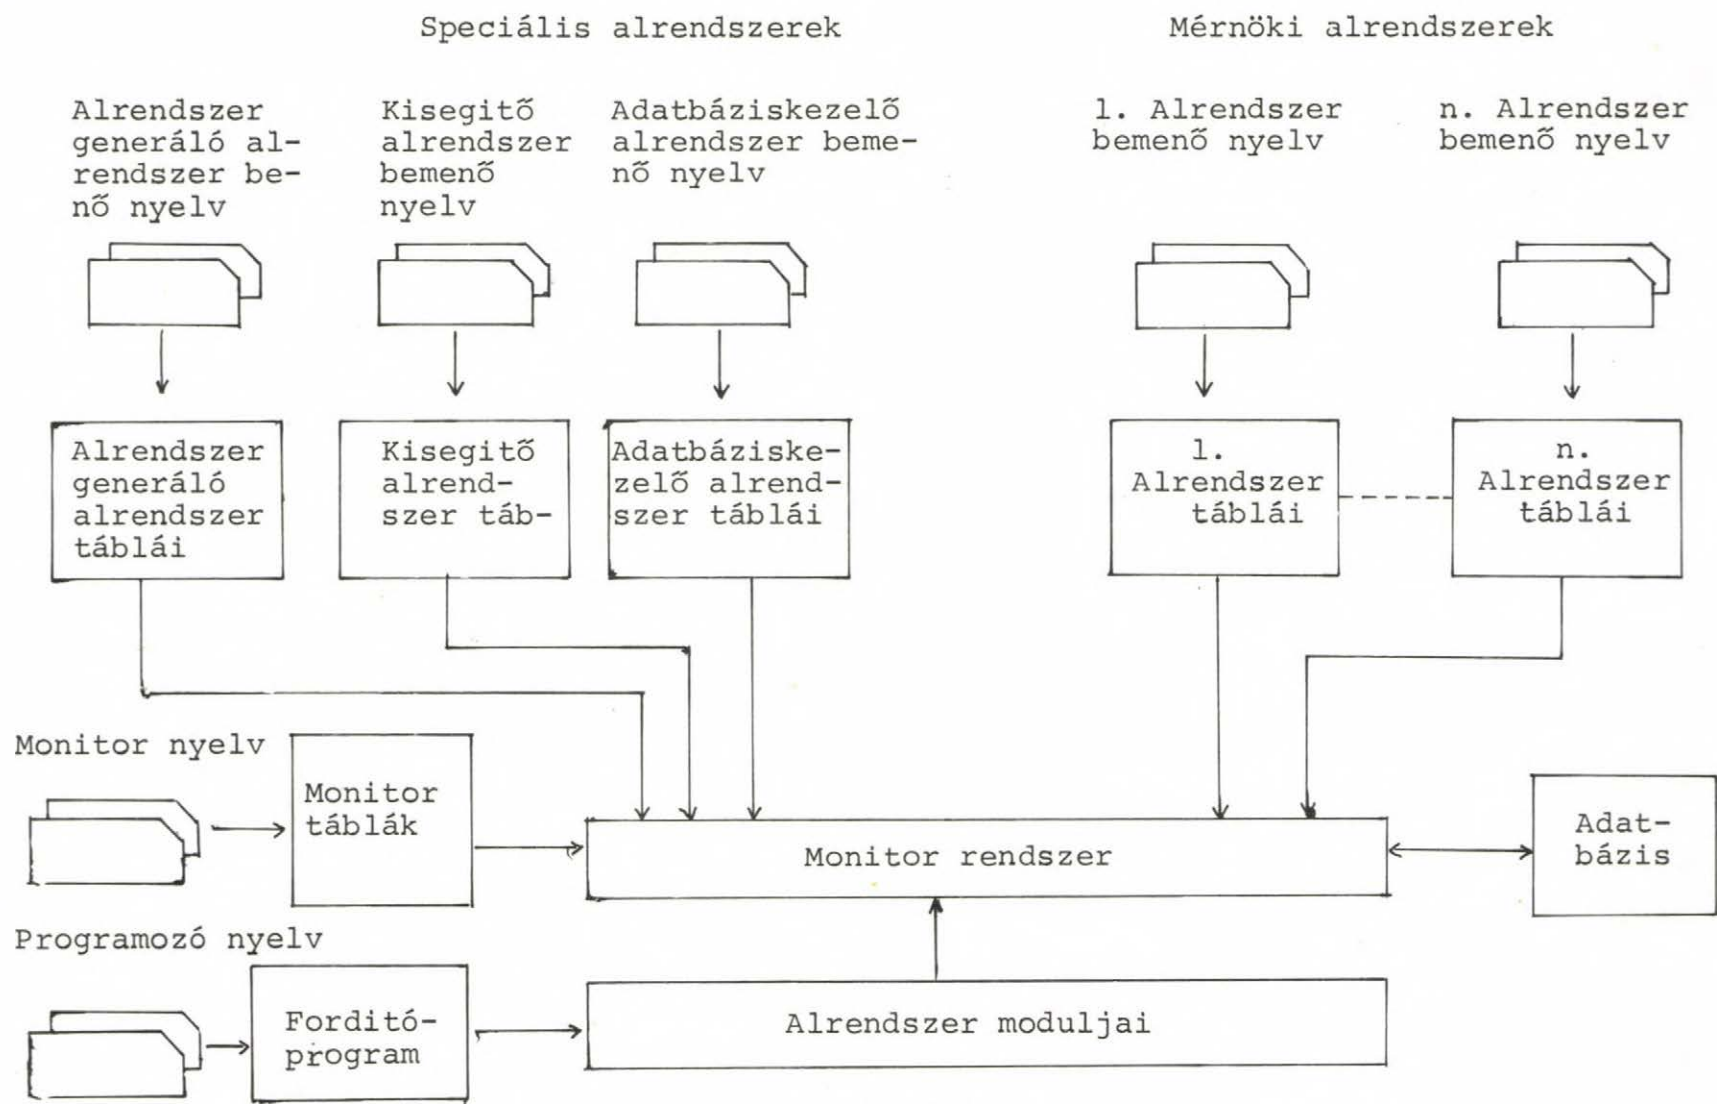 Speciális alrendszerek
Mérnöki alrendszerek
Alrendszer
generáló al-
rendszer be-
nő nyelv
Kisegitő
alrendszer
bemenő
nyelv
Adatbáziskezelő
alrendszer beme-
nő nyelv
1. Alrendszer
bemenő nyelv
n. Alrendszer
bemenő nyelv
Alrendszer
generáló
alrendszer
táblái
Kisegitő
alrend-
szer táb-
Adatbáziske-
zelő alrend-
szer táblái
1.
Alrendszer
táblái
n.
Alrendszer
táblái
Monitor nyelv
Monitor
táblák
Monitor rendszer
Adat-
bázis
Programozó nyelv
Forditó-
program
Alrendszer moduljai